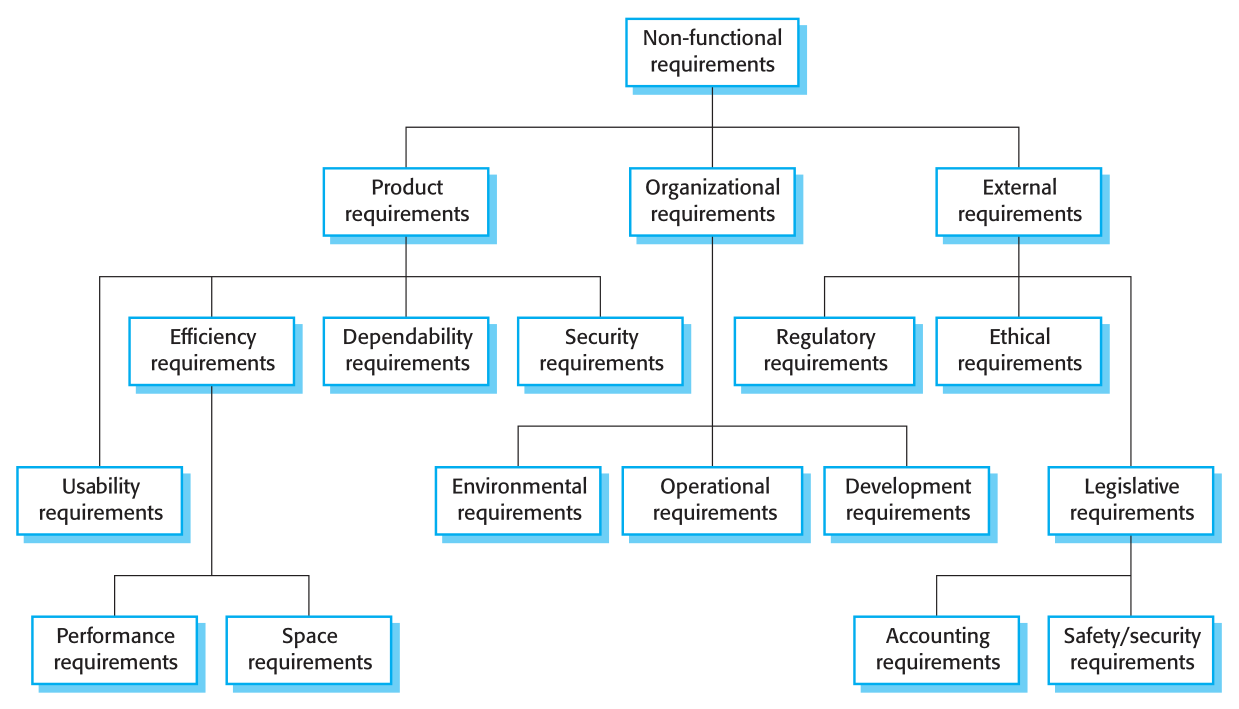 Non-functional
requirements
Product
requirements
Organizational
requirements
External
requirements
Efficiency
requirements
Dependability
requirements
Security
requirements
Regulatory
requirements
Ethical
requirements
Usability
requirements
Environmental
requirements
Operational
requirements
Development
requirements
Legislative
requirements
Performance
requirements
Space
requirements
Accounting
requirements
Safety/security
requirements